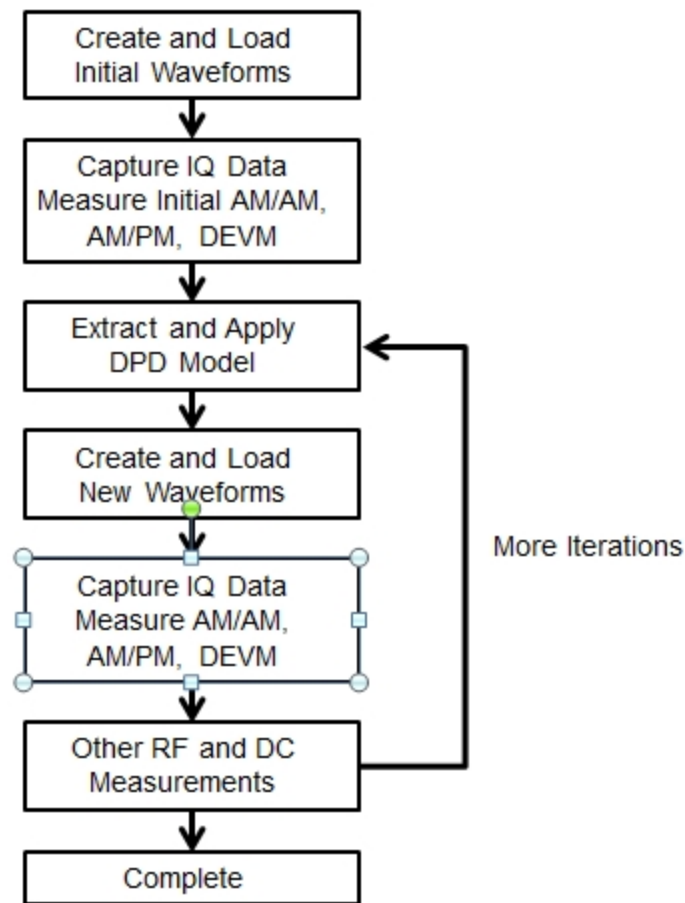 Create and Load
Initial Waveforms
Capture IQ Data
Measure Initial AM/AM,
AM/PM, DEVM
Extract and Apply
DPD Model
Create and Load
New Waveforms
More Iterations
Capture IQ Data
Measure AM/AM,
AM/PM, DEVM
Other RF and DC
Measurements
Complete